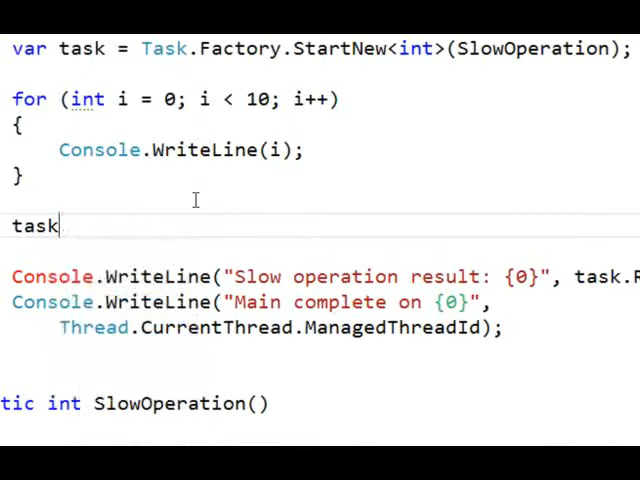 var task = Task.Factory.StartNew<int>(SlowOperation);
for (int i = 0; i < 10; i++)
{
Console.WriteLine(i);
}
task
Console.WriteLine("Slow operation result: {0}", task.R
Console.WriteLine("Main complete on {0}",
Thread.CurrentThread.ManagedThreadId);
tic int SlowOperation()